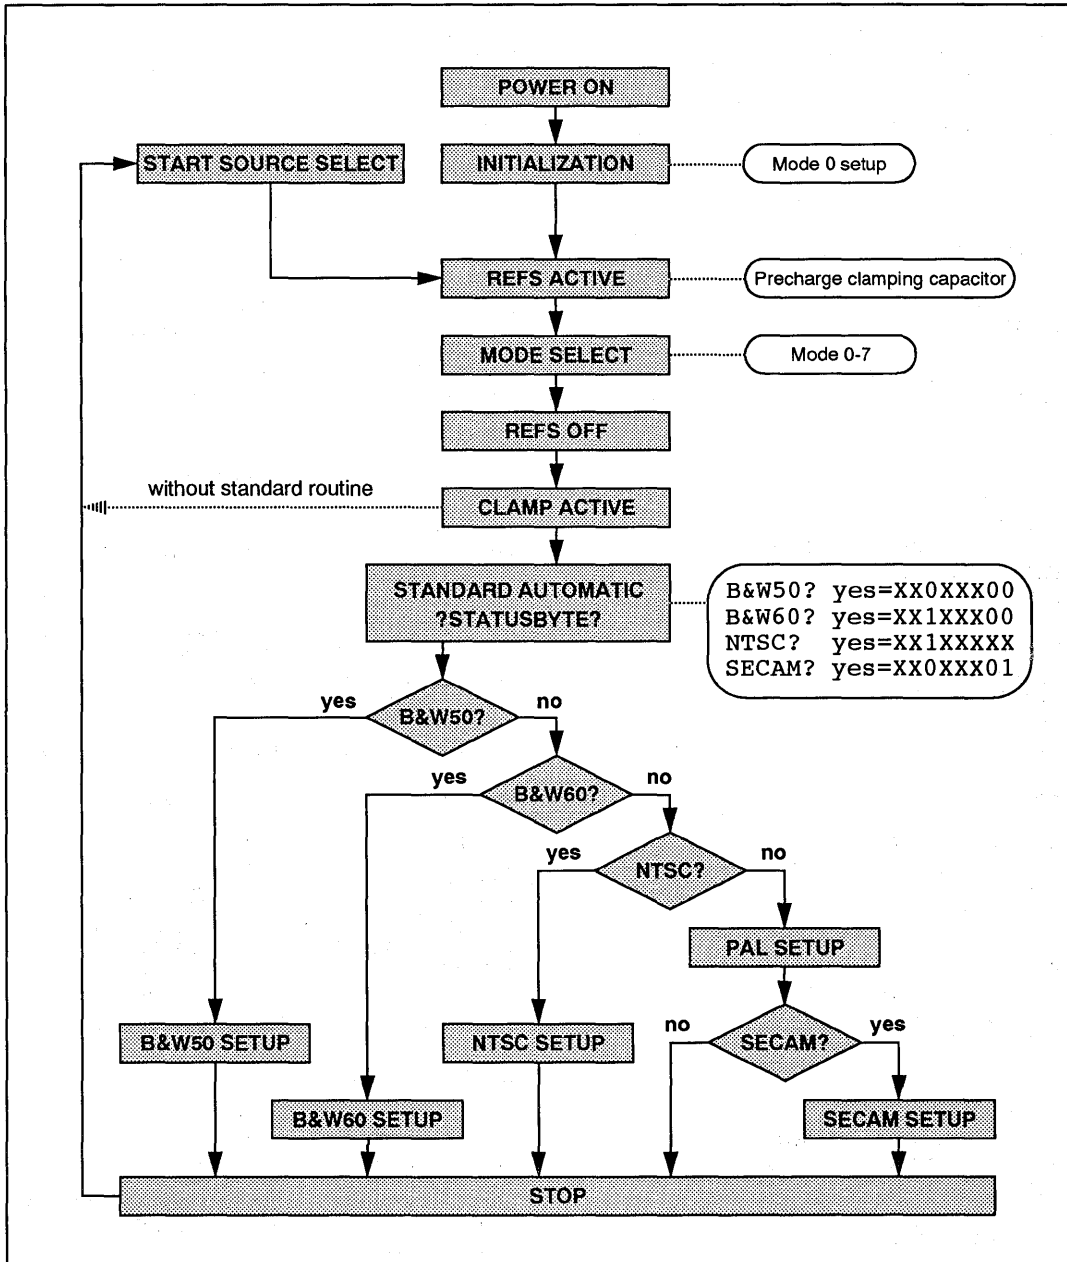 POWER ON
START SOURCE SELECT
INITIALIZATION
Mode 0 setup
REFS ACTIVE
Precharge clamping capacitor
MODE SELECT
Mode 0-7
REFS OFF
without standard routine
CLAMP ACTIVE
STANDARD AUTOMATIC
?STATUSBYTE?
B&W50? yes=XX0XXX00
B&W60? yes=XX1XXX00
NTSC? yes=XX1XXXXX
SECAM? yes=XX0XXX01
yes
B&W50?
no
yes
B&W60?
no
yes
NTSC?
no
PAL SETUP
B&W50 SETUP
NTSC SETUP
no
SECAM?
yes
B&W60 SETUP
SECAM SETUP
STOP